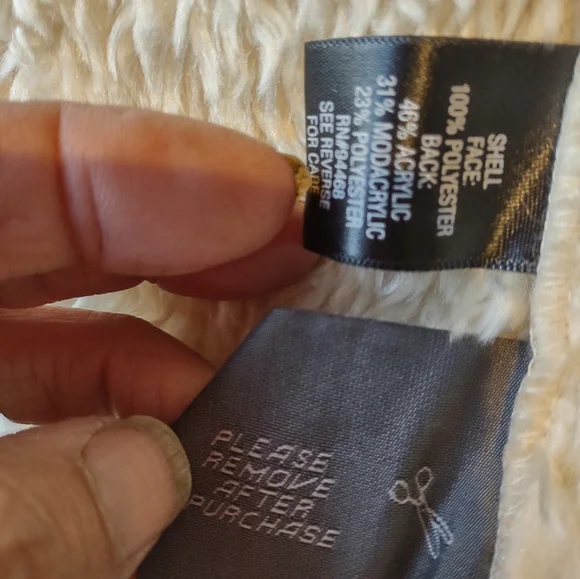 SHELL
FACE:
100% POLYESTER
BACK:
46% ACRYLIC
31% MODACRYLIC
23% POLYESTER
RN#94468
SEE REVERSE
FOR CARE
PLEASE
REMOVE
AFTER
PURCHASE